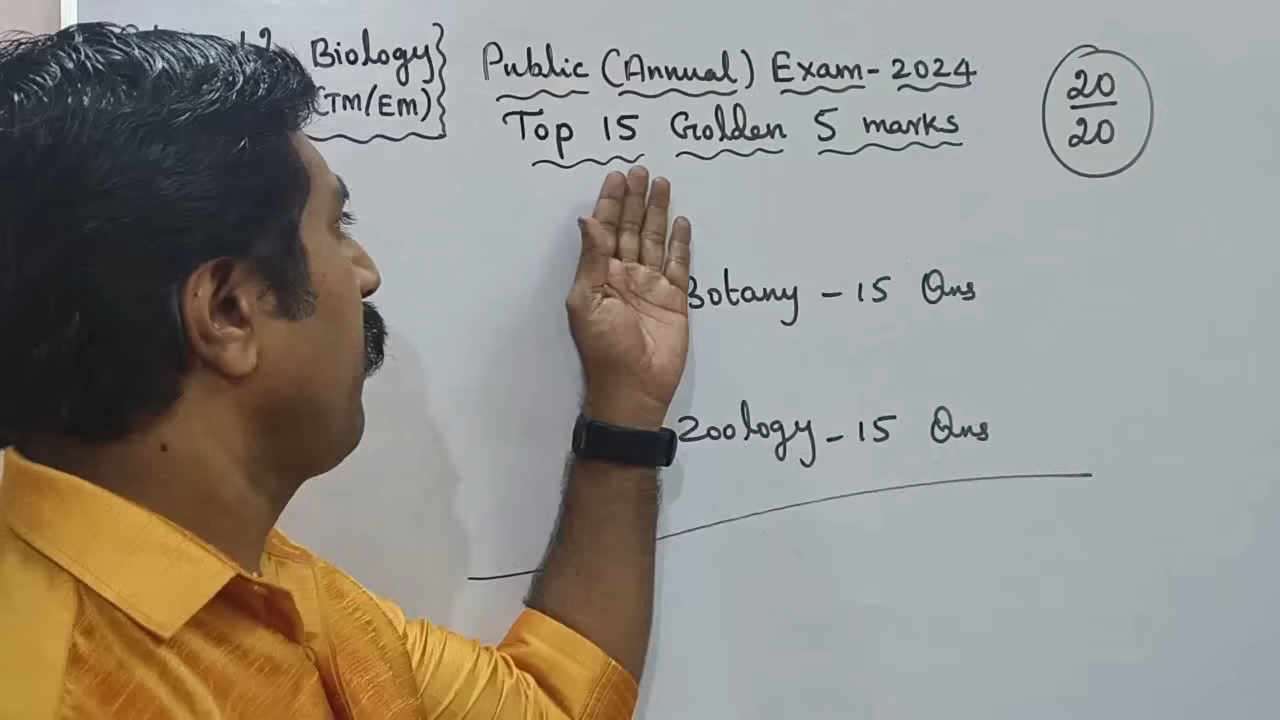 12 Biology}
(TM/EM)}
Public (Annual) Exam-2024
Top 15 Golden 5 marks
20
20
Botany - 15 Qns
Zoology - 15 Qns